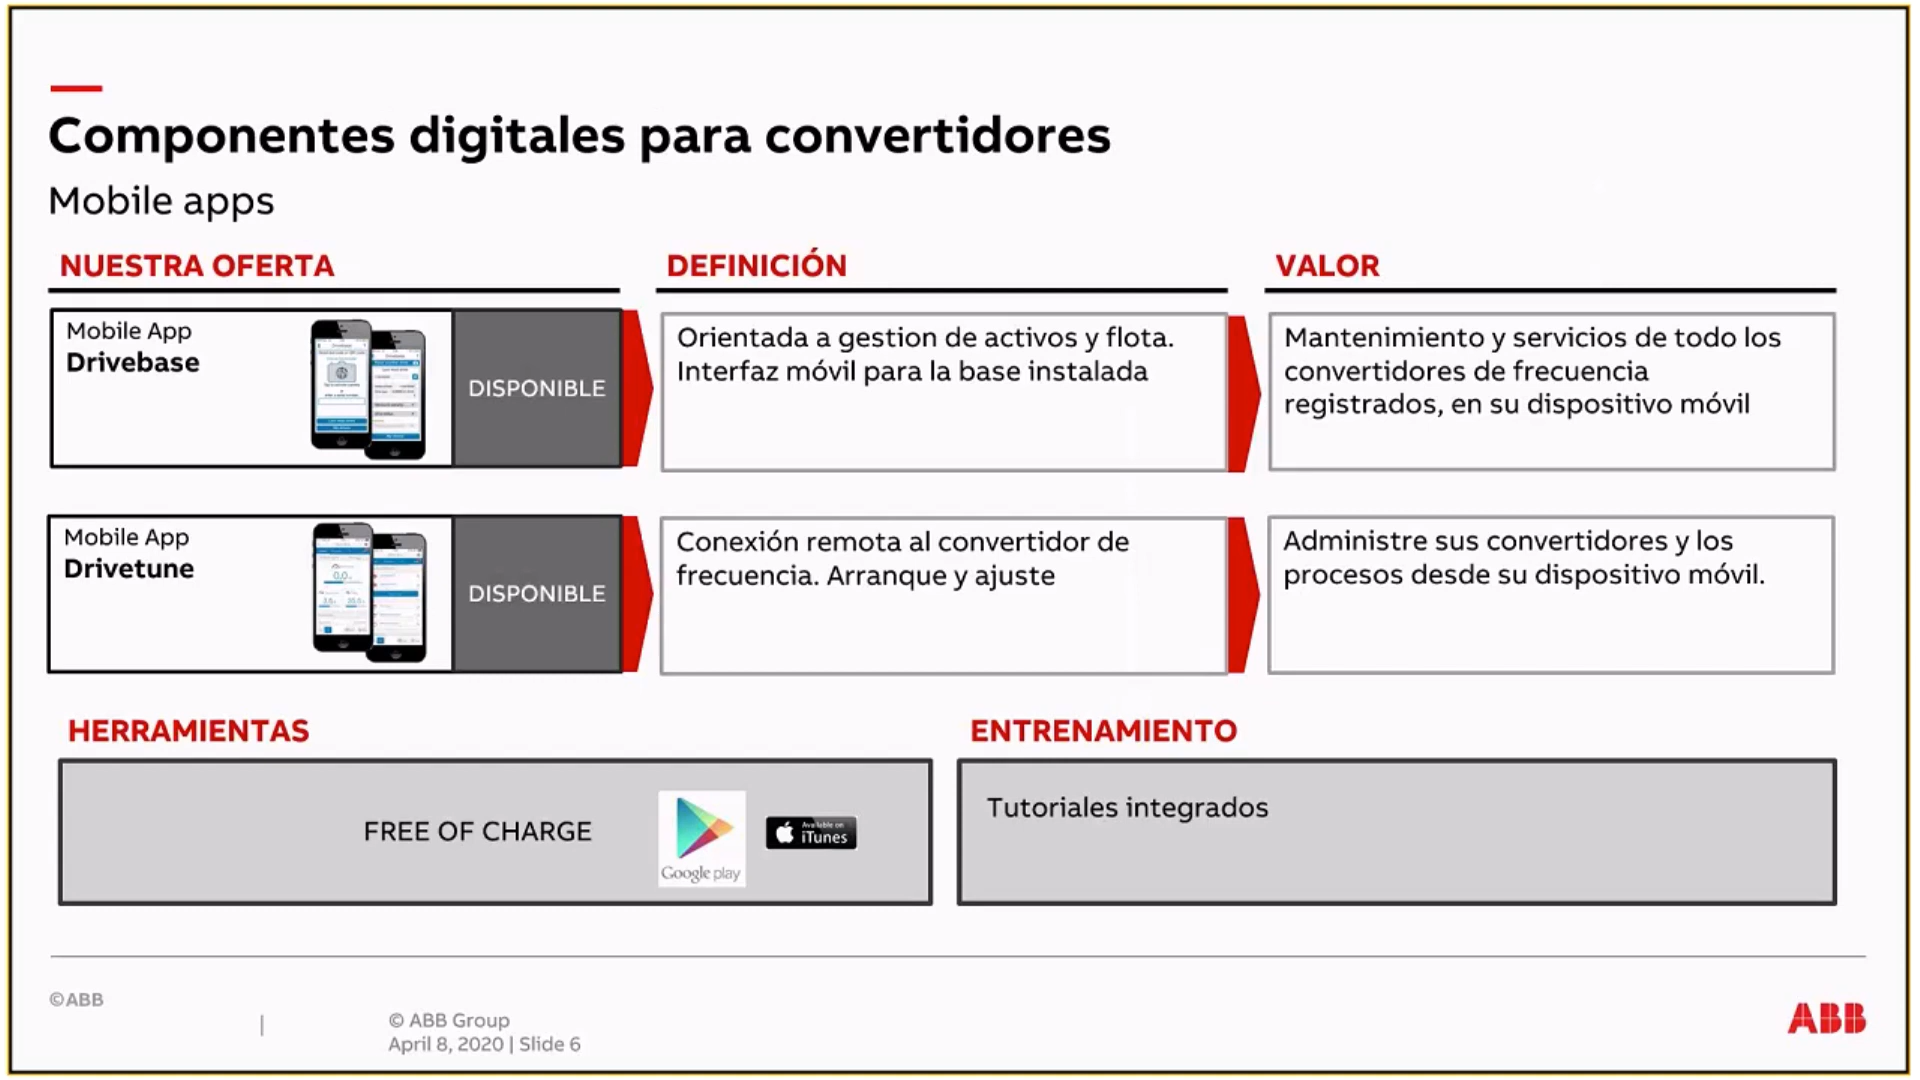 Componentes digitales para convertidores
Mobile apps
NUESTRA OFERTA
DEFINICIÓN
VALOR
Mobile App
Drivebase
DISPONIBLE
Orientada a gestion de activos y flota.
Interfaz móvil para la base instalada
Mantenimiento y servicios de todo los
convertidores de frecuencia
registrados, en su dispositivo móvil
Mobile App
Drivetune
DISPONIBLE
Conexión remota al convertidor de
frecuencia. Arranque y ajuste
Administre sus convertidores y los
procesos desde su dispositivo móvil.
HERRAMIENTAS
ENTRENAMIENTO
FREE OF CHARGE
Google play
Available on
iTunes
Tutoriales integrados
©ABB
|
© ABB Group
April 8, 2020 | Slide 6
ABB